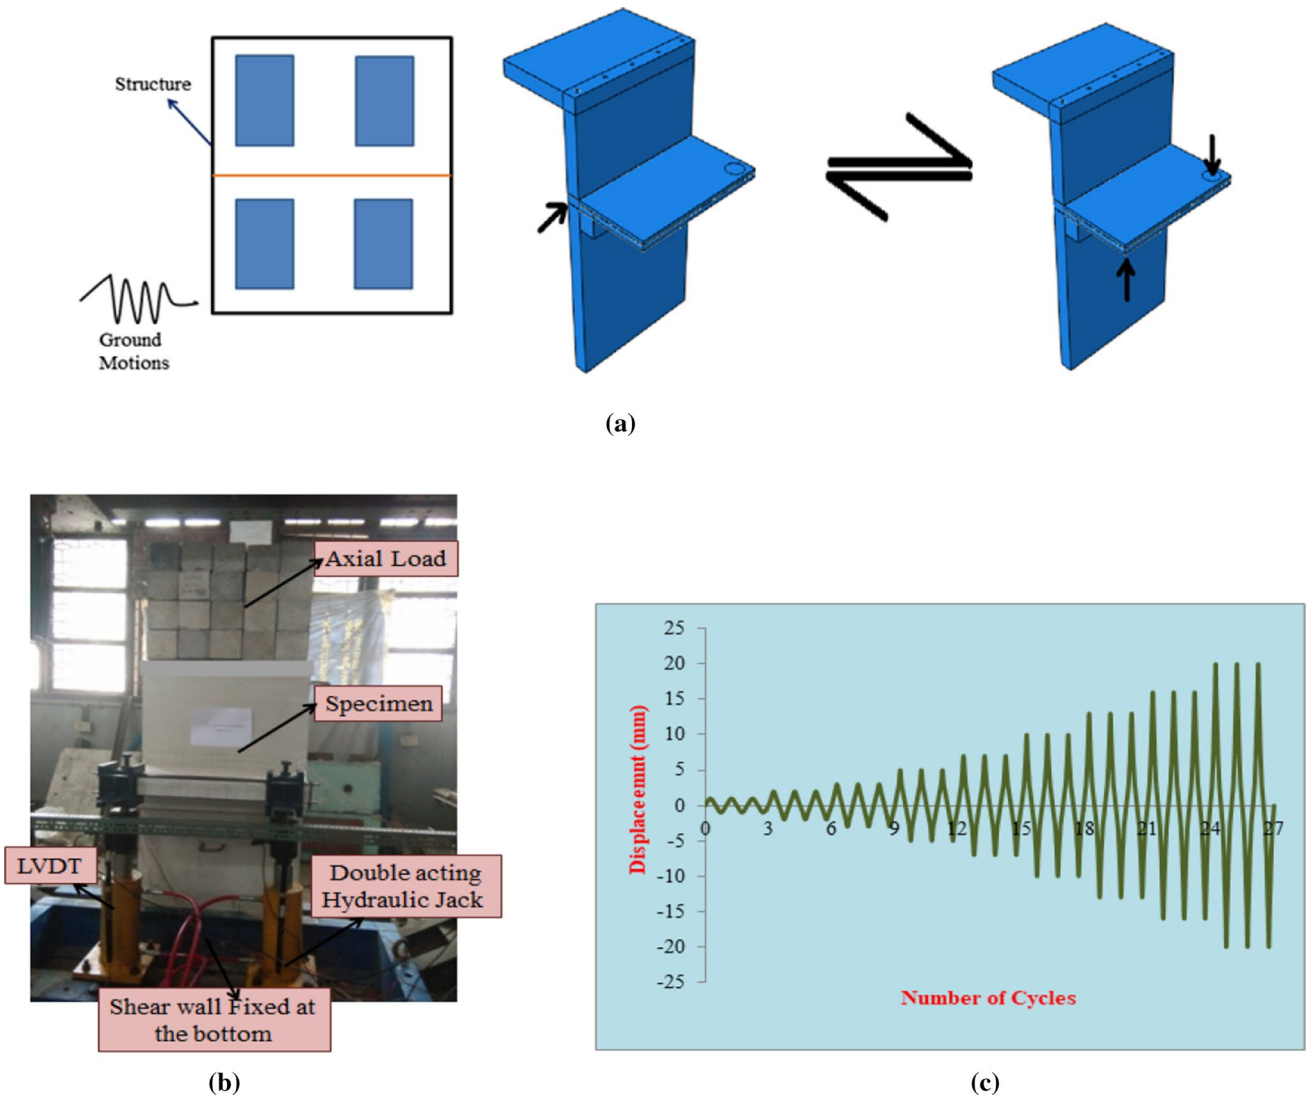 Structure
Ground
Motions
(a)
Axial Load
Specimen
LVDT
Double acting
Hydraulic Jack
Shear wall Fixed at
the bottom
(b)
25
20
15
10
5
0
-5
-10
-15
-20
-25
0 3 6 9 12 15 18 21 24 27
Displaceemnt (mm)
Number of Cycles
(c)